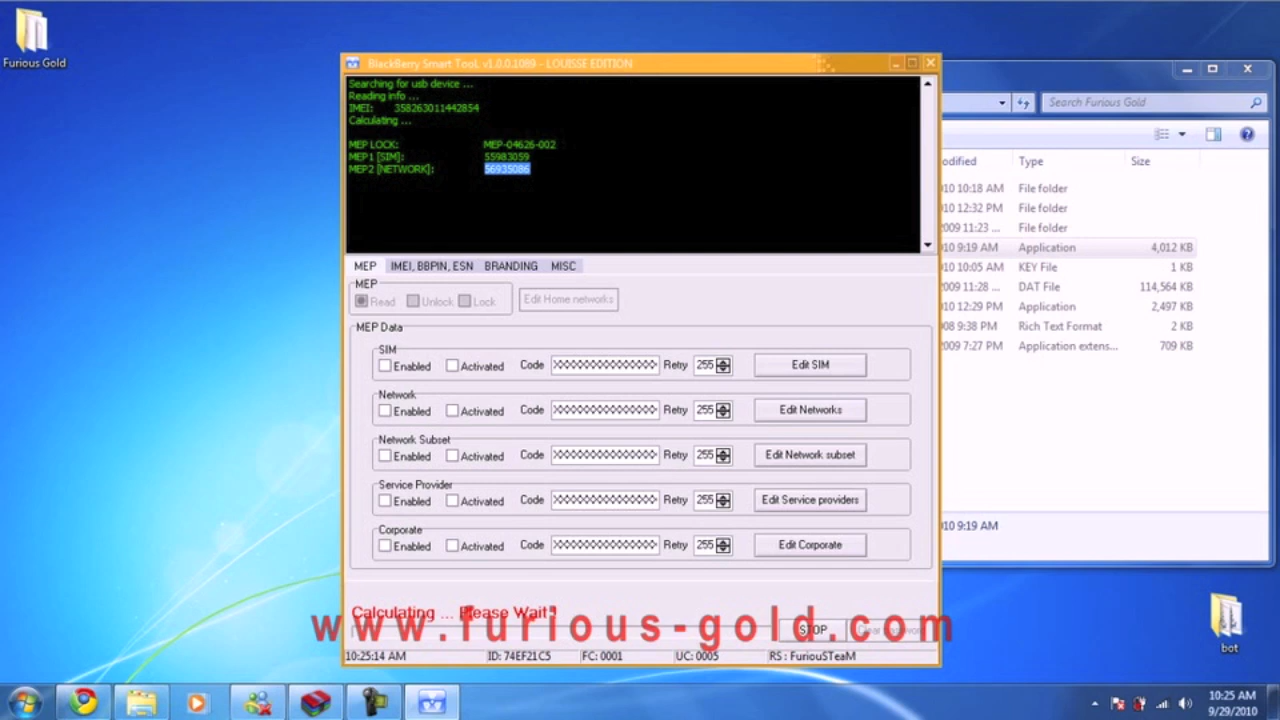 Furious Gold
BlackBerry Smart TooL v1.0.0.1089 - LOUISSE EDITION
Searching for usb device ...
Reading info ...
IMEI: 358263011442854
Calculating ...
MEP LOCK: MEP-04626-002
MEP1 [SIM]: 55983059
MEP2 [NETWORK]: 56935086
MEP IMEI, BBPIN, ESN BRANDING MISC
MEP
Read Unlock Lock Edit Home networks
MEP Data
SIM
Enabled Activated Code Retry 255 Edit SIM
Network
Enabled Activated Code Retry 255 Edit Networks
Network Subset
Enabled Activated Code Retry 255 Edit Network subset
Service Provider
Enabled Activated Code Retry 255 Edit Service providers
Corporate
Enabled Activated Code Retry 255 Edit Corporate
Calculating ... Please Wait
www.furious-gold.com
STOP
10:25:14 AM ID: 74EF21C5 FC: 0001 UC: 0005 RS : FuriouSTeaM
Search Furious Gold
odified Type Size
010 10:18 AM File folder
010 12:32 PM File folder
2009 11:23 ... File folder
010 9:19 AM Application 4,012 KB
010 10:05 AM KEY File 1 KB
2009 11:28 ... DAT File 114,564 KB
010 12:29 PM Application 2,497 KB
008 9:38 PM Rich Text Format 2 KB
2009 7:27 PM Application extens... 709 KB
010 9:19 AM
bot
10:25 AM
9/29/2010